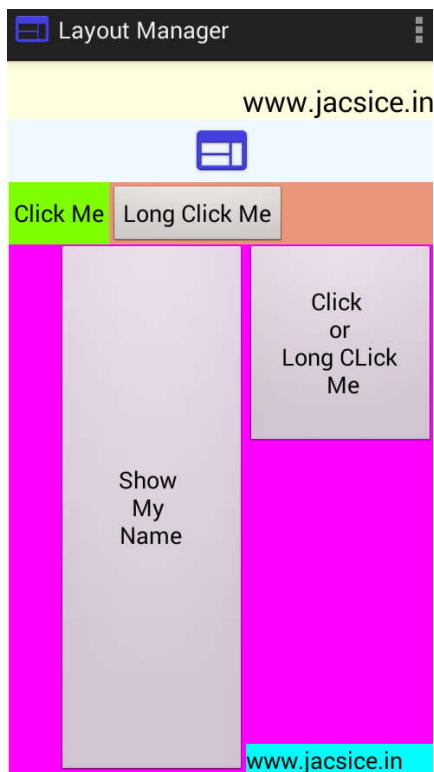 Layout Manager
www.jacsice.in
Click Me
Long Click Me
Click
or
Long CLick
Me
Show
My
Name
www.jacsice.in